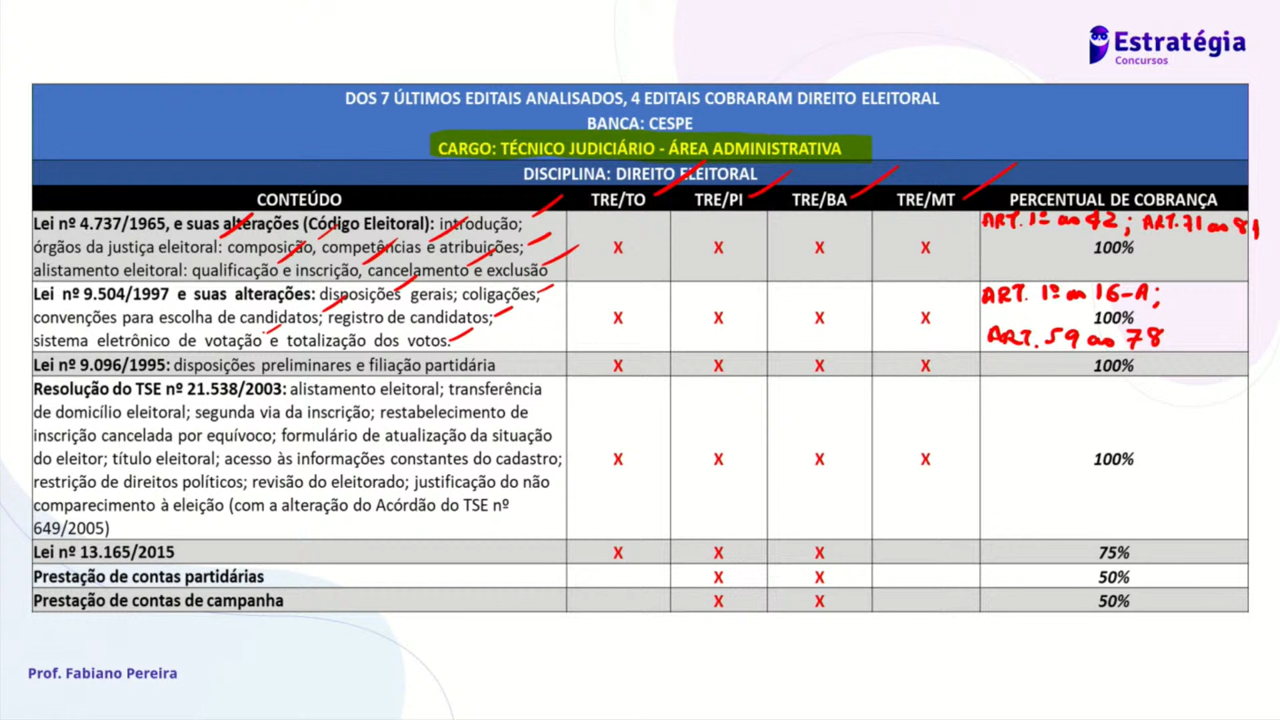 Estratégia
Concursos
DOS 7 ÚLTIMOS EDITAIS ANALISADOS, 4 EDITAIS COBRARAM DIREITO ELEITORAL
BANCA: CESPE
CARGO: TÉCNICO JUDICIÁRIO - ÁREA ADMINISTRATIVA
DISCIPLINA: DIREITO ELEITORAL
CONTEÚDO TRE/TO TRE/PI TRE/BA TRE/MT PERCENTUAL DE COBRANÇA
Lei nº 4.737/1965, e suas alterações (Código Eleitoral): introdução;
órgãos da justiça eleitoral: composição, competências e atribuições;
alistamento eleitoral: qualificação e inscrição, cancelamento e exclusão
X X X X
ART. 1º ao 42; ART. 71 ao 81
100%
Lei nº 9.504/1997 e suas alterações: disposições gerais; coligações;
convenções para escolha de candidatos; registro de candidatos;
sistema eletrônico de votação e totalização dos votos.
X X X X
ART. 1º ao 16-A;
100%
ART. 59 ao 78
Lei nº 9.096/1995: disposições preliminares e filiação partidária X X X X 100%
Resolução do TSE nº 21.538/2003: alistamento eleitoral; transferência
de domicílio eleitoral; segunda via da inscrição; restabelecimento de
inscrição cancelada por equívoco; formulário de atualização da situação
do eleitor; título eleitoral; acesso às informações constantes do cadastro;
restrição de direitos políticos; revisão do eleitorado; justificação do não
comparecimento à eleição (com a alteração do Acórdão do TSE nº
649/2005)
X X X X 100%
Lei nº 13.165/2015 X X X 75%
Prestação de contas partidárias X X 50%
Prestação de contas de campanha X X 50%
Prof. Fabiano Pereira